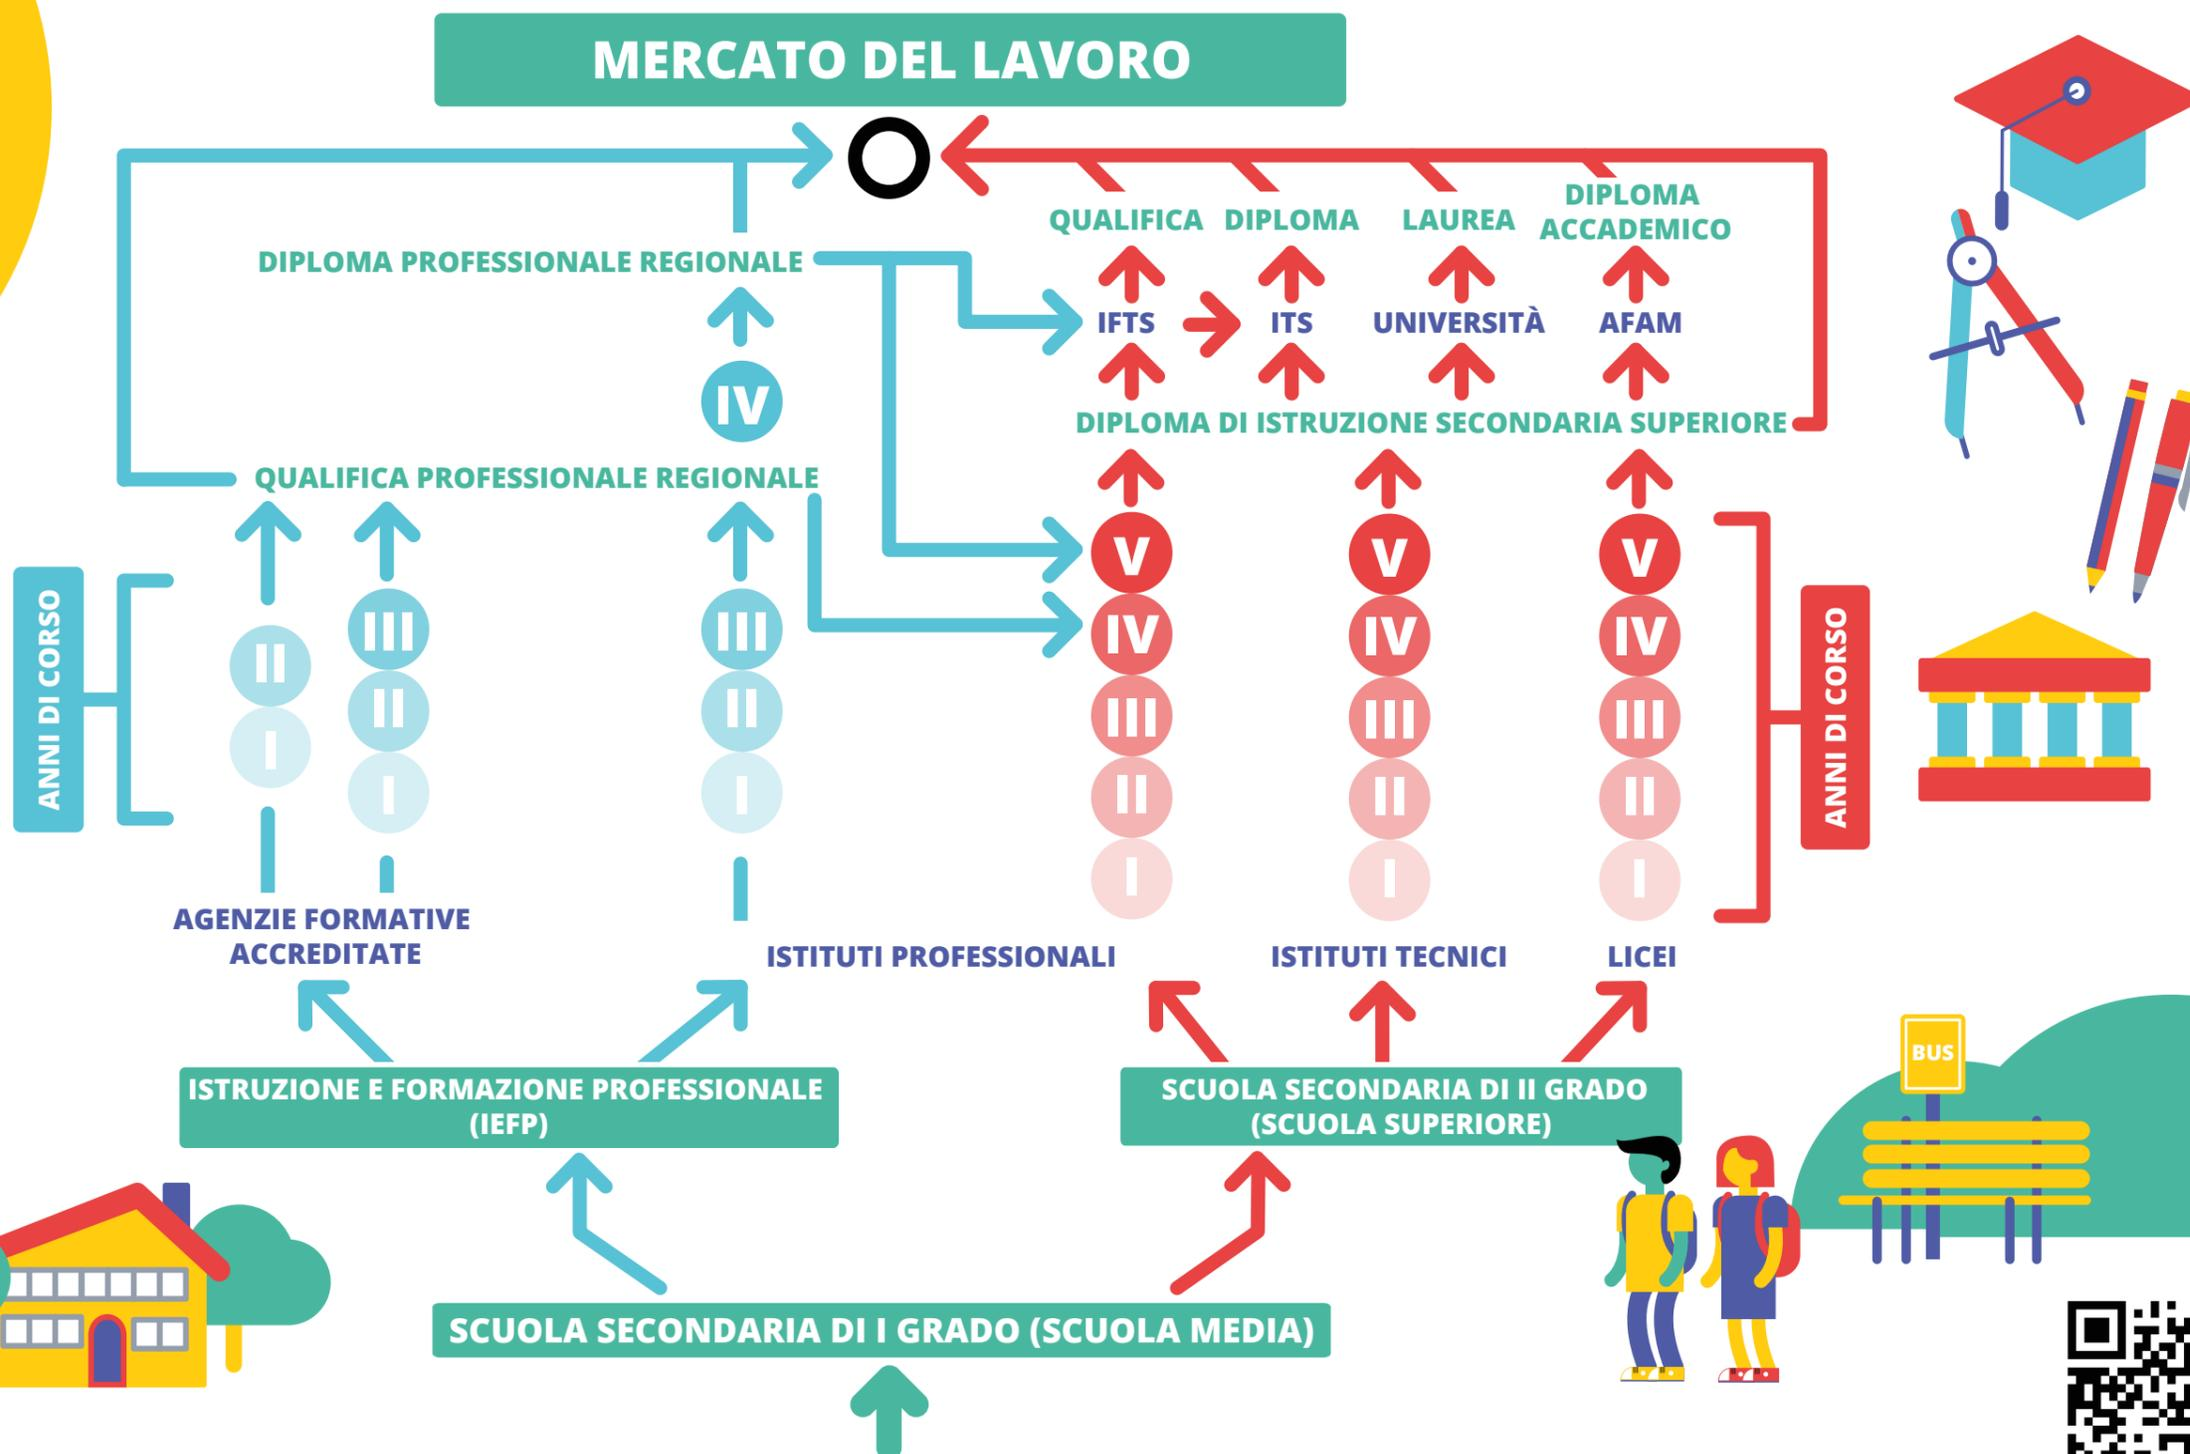 MERCATO DEL LAVORO
DIPLOMA
ACCADEMICO
QUALIFICA DIPLOMA LAUREA
DIPLOMA PROFESSIONALE REGIONALE
IFTS ITS UNIVERSITÀ AFAM
IV
DIPLOMA DI ISTRUZIONE SECONDARIA SUPERIORE
QUALIFICA PROFESSIONALE REGIONALE
V V V
III III IV IV IV
II II II III III III
I I I II II II
I I I
ANNI DI CORSO
ANNI DI CORSO
AGENZIE FORMATIVE
ACCREDITATE
ISTITUTI PROFESSIONALI ISTITUTI TECNICI LICEI
ISTRUZIONE E FORMAZIONE PROFESSIONALE
(IEFP)
SCUOLA SECONDARIA DI II GRADO
(SCUOLA SUPERIORE)
BUS
SCUOLA SECONDARIA DI I GRADO (SCUOLA MEDIA)